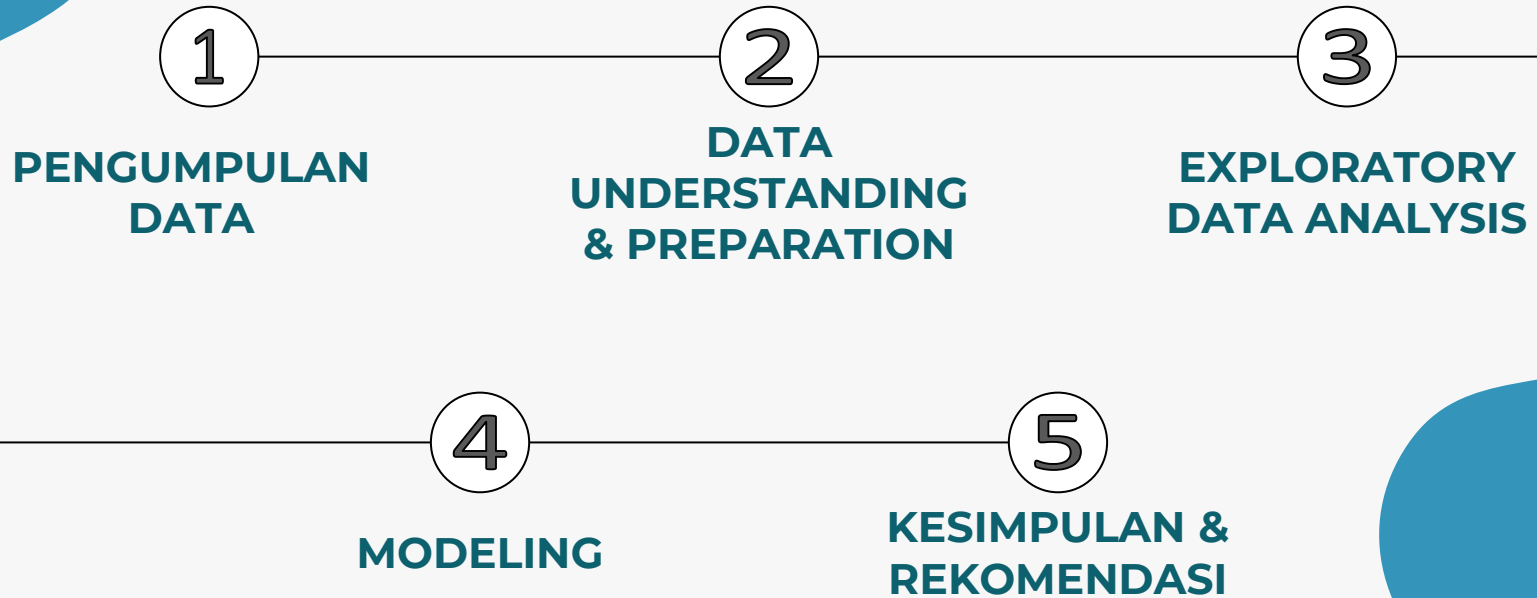 1
PENGUMPULAN
DATA
2
DATA
UNDERSTANDING
& PREPARATION
3
EXPLORATORY
DATA ANALYSIS
4
MODELING
5
KESIMPULAN &
REKOMENDASI